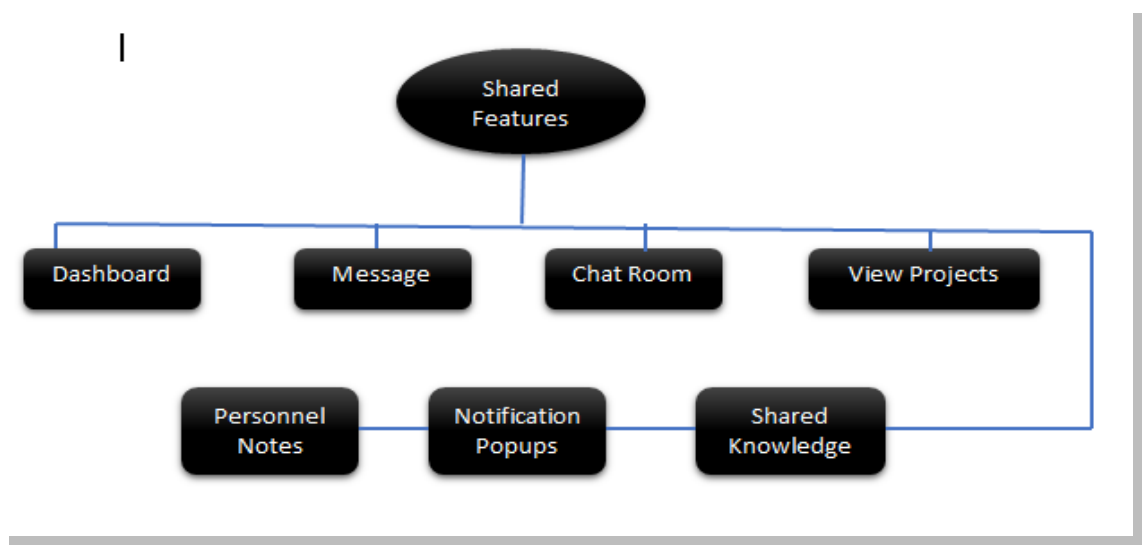 Shared
Features
Dashboard
Message
Chat Room
View Projects
Personnel
Notes
Notification
Popups
Shared
Knowledge